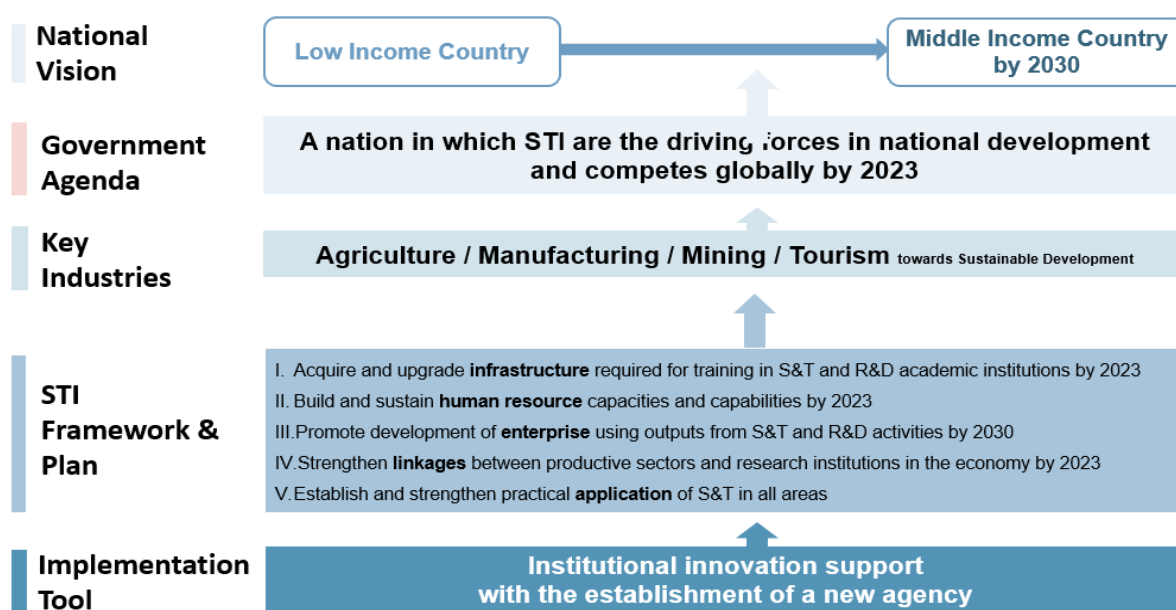 National
Vision
Low Income Country
Middle Income Country
by 2030
Government
Agenda
A nation in which STI are the driving forces in national development
and competes globally by 2023
Key
Industries
Agriculture / Manufacturing / Mining / Tourism towards Sustainable Development
STI
Framework &
Plan
I. Acquire and upgrade infrastructure required for training in S&T and R&D academic institutions by 2023
II. Build and sustain human resource capacities and capabilities by 2023
III.Promote development of enterprise using outputs from S&T and R&D activities by 2030
IV.Strengthen linkages between productive sectors and research institutions in the economy by 2023
V.Establish and strengthen practical application of S&T in all areas
Implementation
Tool
Institutional innovation support
with the establishment of a new agency